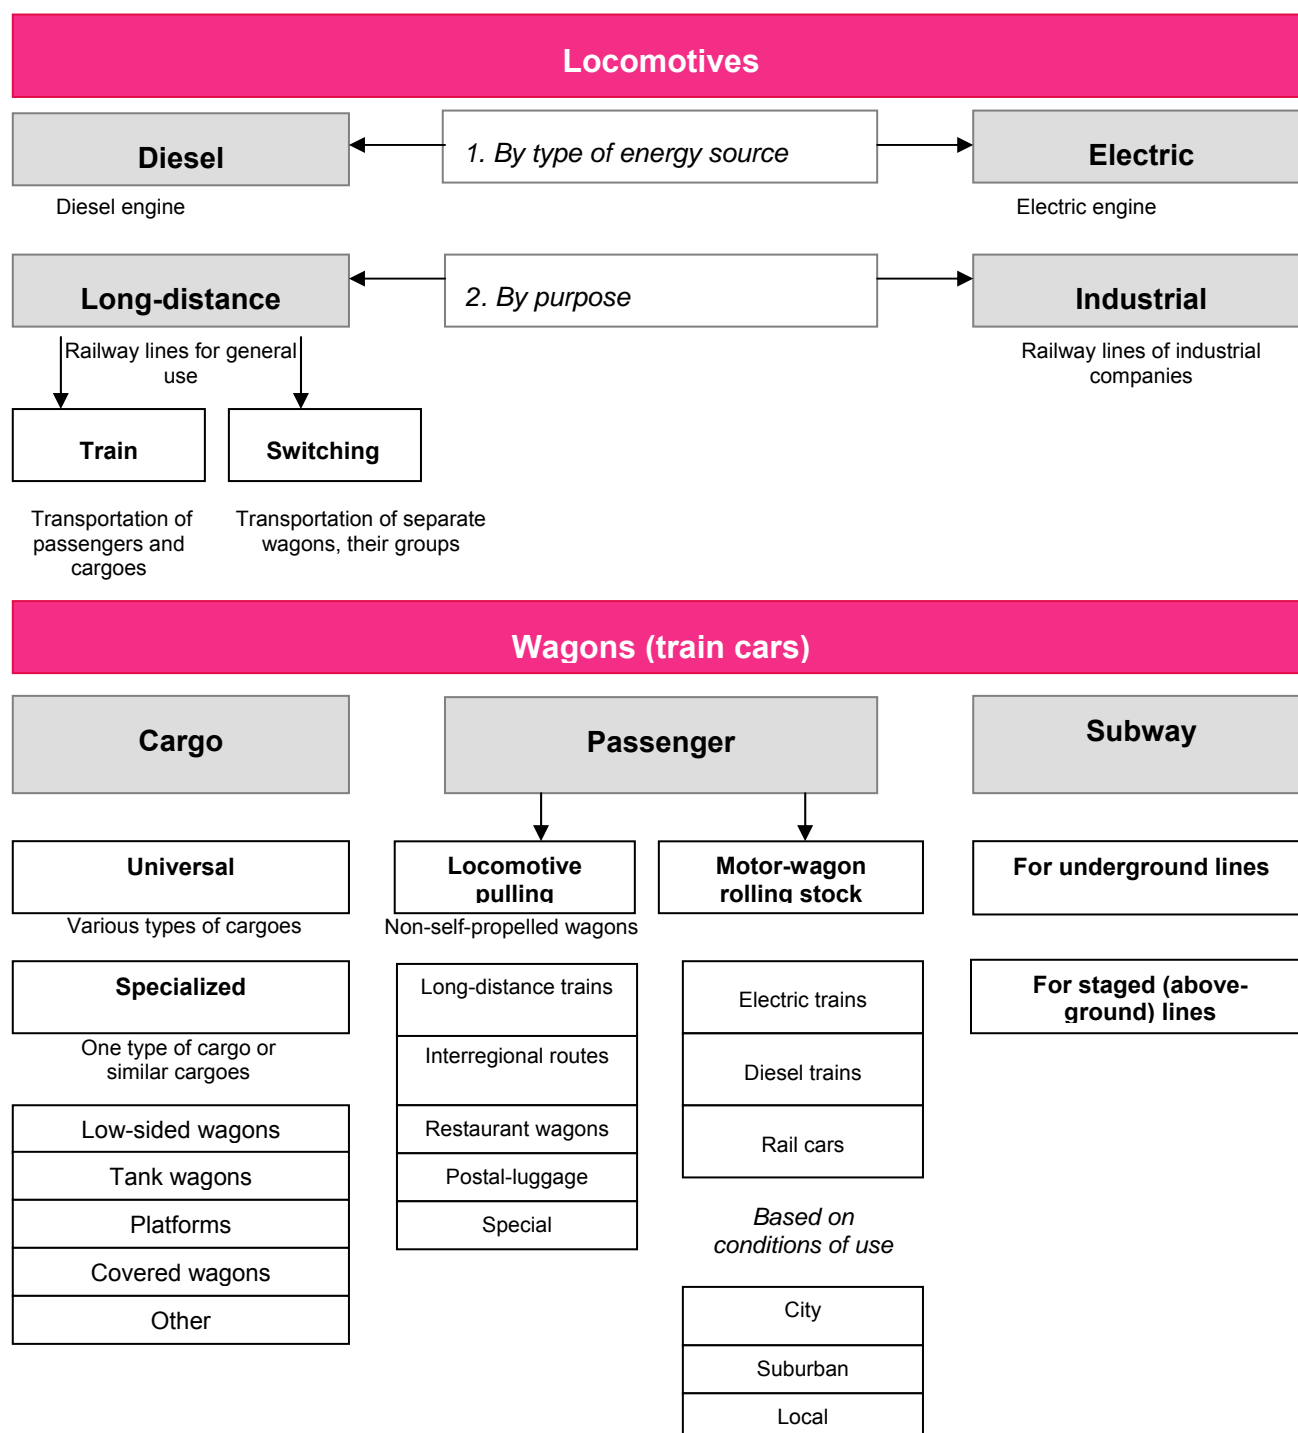 Locomotives
Diesel
1. By type of energy source
Electric
Diesel engine
Electric engine
Long-distance
2. By purpose
Industrial
Railway lines for general
use
Railway lines of industrial
companies
Train
Switching
Transportation of
passengers and
cargoes
Transportation of separate
wagons, their groups
Wagons (train cars)
Cargo
Passenger
Subway
Universal
Various types of cargoes
Specialized
One type of cargo or
similar cargoes
Low-sided wagons
Tank wagons
Platforms
Covered wagons
Other
Locomotive
pulling
Non-self-propelled wagons
Long-distance trains
Interregional routes
Restaurant wagons
Postal-luggage
Special
Motor-wagon
rolling stock
Electric trains
Diesel trains
Rail cars
Based on
conditions of use
City
Suburban
Local
For underground lines
For staged (above-
ground) lines